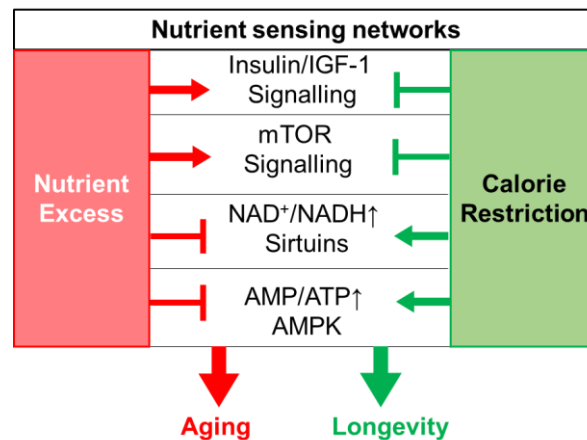 Nutrient sensing networks
Nutrient
Excess
Insulin/IGF-1
Signalling
mTOR
Signalling
NAD⁺/NADH↑
Sirtuins
AMP/ATP↑
AMPK
Calorie
Restriction
Aging
Longevity